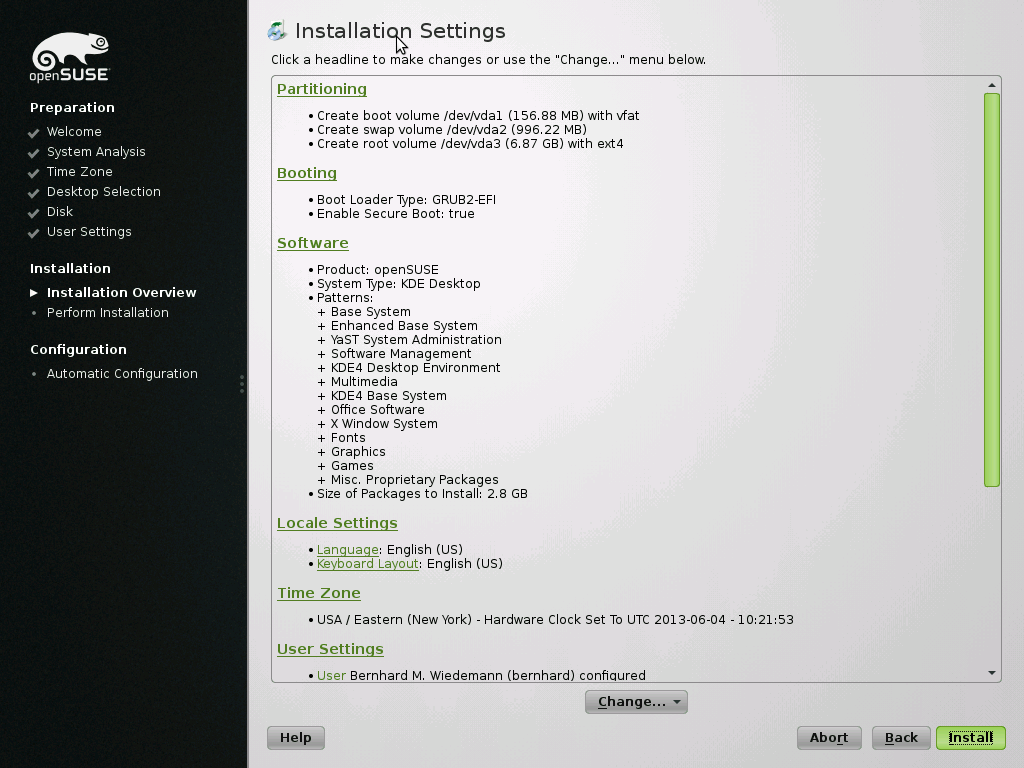 openSUSE
Preparation
Welcome
System Analysis
Time Zone
Desktop Selection
Disk
User Settings
Installation
Installation Overview
Perform Installation
Configuration
Automatic Configuration
Installation Settings
Click a headline to make changes or use the "Change..." menu below.
Partitioning
• Create boot volume /dev/vda1 (156.88 MB) with vfat
• Create swap volume /dev/vda2 (996.22 MB)
• Create root volume /dev/vda3 (6.87 GB) with ext4
Booting
• Boot Loader Type: GRUB2-EFI
• Enable Secure Boot: true
Software
• Product: openSUSE
• System Type: KDE Desktop
• Patterns:
+ Base System
+ Enhanced Base System
+ YaST System Administration
+ Software Management
+ KDE4 Desktop Environment
+ Multimedia
+ KDE4 Base System
+ Office Software
+ X Window System
+ Fonts
+ Graphics
+ Games
+ Misc. Proprietary Packages
• Size of Packages to Install: 2.8 GB
Locale Settings
• Language: English (US)
• Keyboard Layout: English (US)
Time Zone
• USA / Eastern (New York) - Hardware Clock Set To UTC 2013-06-04 - 10:21:53
User Settings
• User Bernhard M. Wiedemann (bernhard) configured
Change...
Help
Abort
Back
Install